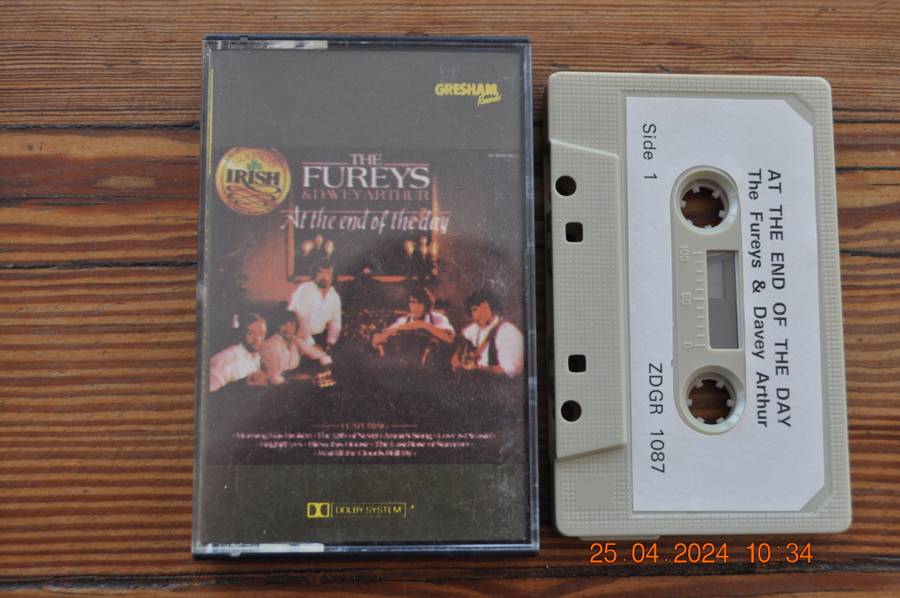 GRESHAM
Records
IRISH
THE
FUREYS
& DAVEY ARTHUR
At the end of the day
FEATURING
• Morning has Broken • The 12th of Never • Annie's Song • Love is Pleasin'
• Bright Eyes • Bless this House • The Last Rose of Summer •
• Wait till the Clouds Roll By •
DOLBY SYSTEM
AT THE END OF THE DAY
The Fureys & Davey Arthur
Side 1
ZDGR 1087
100
50
0
25.04.2024 10:34